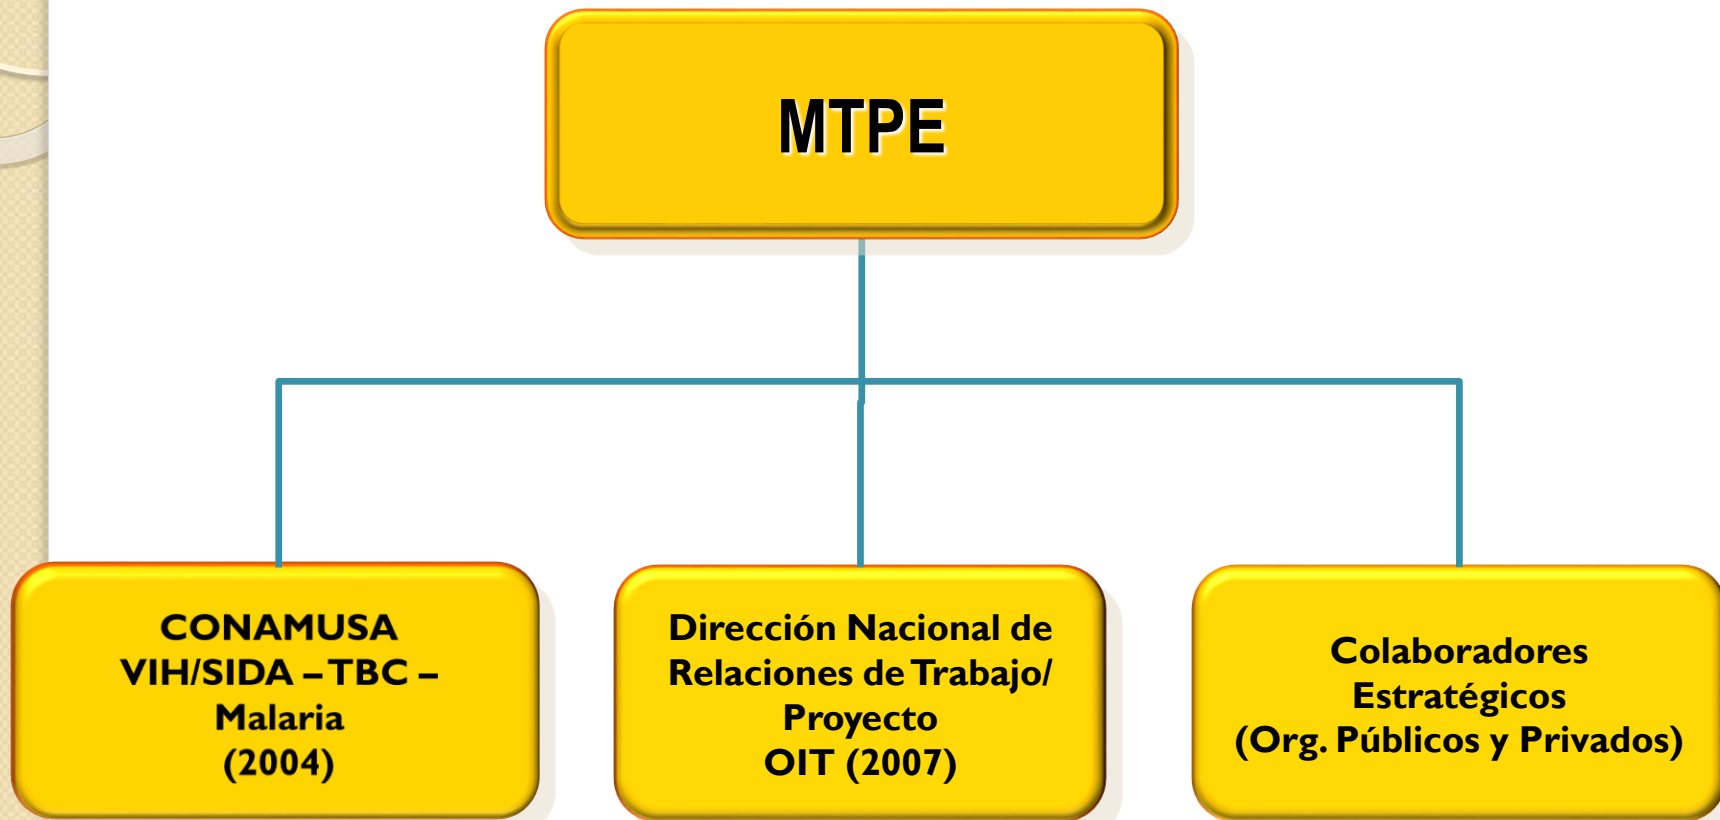 MTPE
CONAMUSA
VIH/SIDA – TBC –
Malaria
(2004)
Dirección Nacional de
Relaciones de Trabajo/
Proyecto
OIT (2007)
Colaboradores
Estratégicos
(Org. Públicos y Privados)